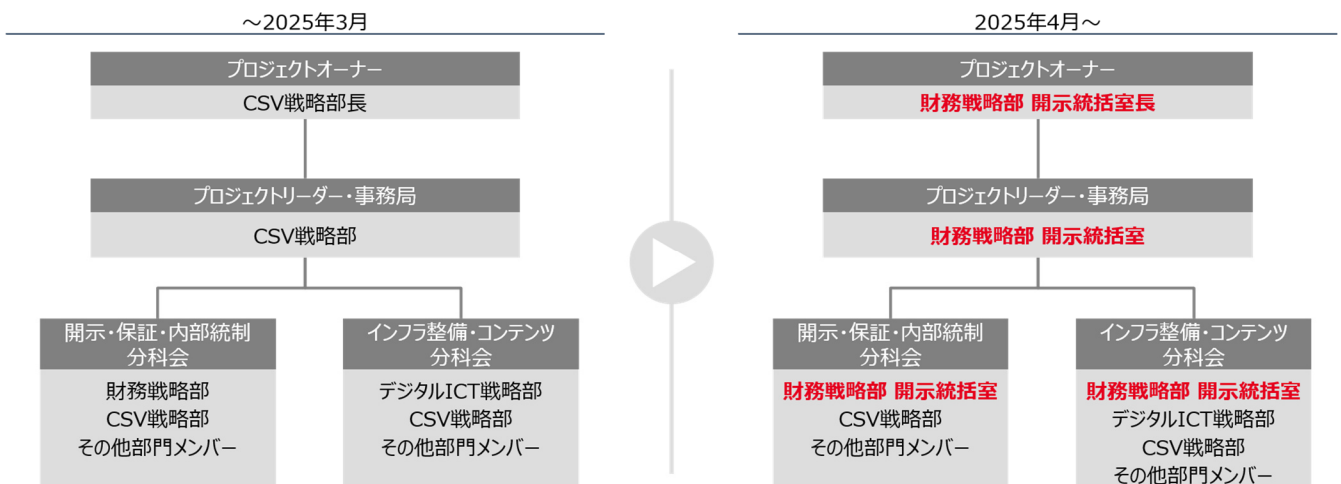 ～2025年3月
プロジェクトオーナー
CSV戦略部長
プロジェクトリーダー・事務局
CSV戦略部
開示・保証・内部統制
分科会
財務戦略部
CSV戦略部
その他部門メンバー
インフラ整備・コンテンツ
分科会
デジタルICT戦略部
CSV戦略部
その他部門メンバー
2025年4月～
プロジェクトオーナー
財務戦略部 開示統括室長
プロジェクトリーダー・事務局
財務戦略部 開示統括室
開示・保証・内部統制
分科会
財務戦略部 開示統括室
CSV戦略部
その他部門メンバー
インフラ整備・コンテンツ
分科会
財務戦略部 開示統括室
デジタルICT戦略部
CSV戦略部
その他部門メンバー